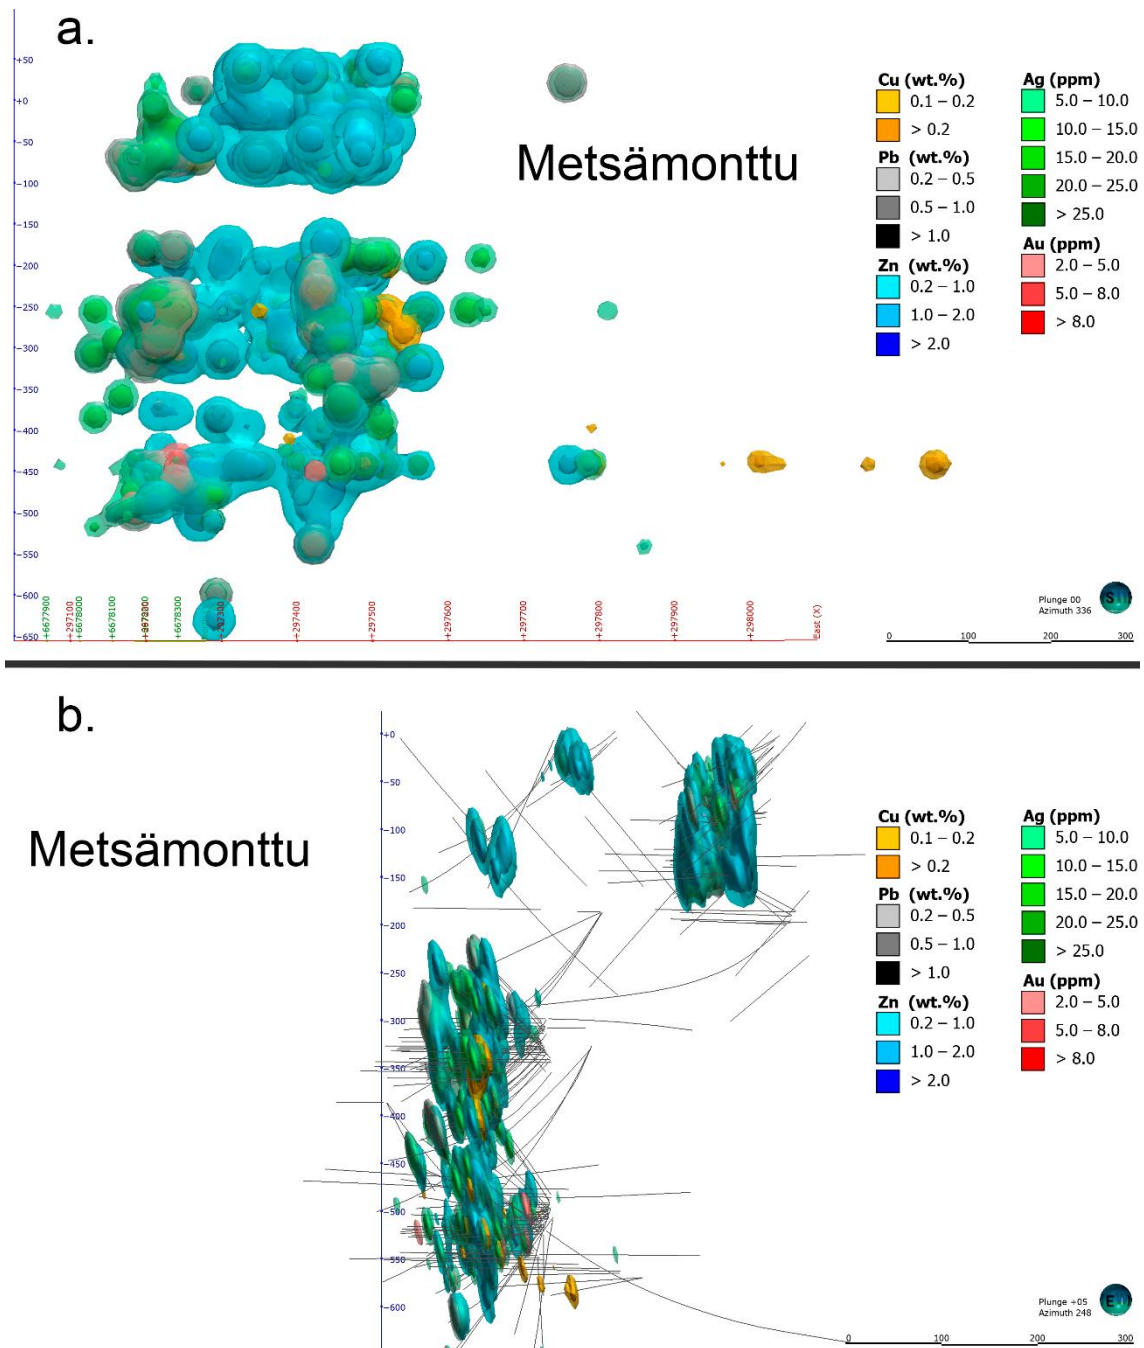 a.
Metsämonttu
+50
+0
−50
−100
−150
−200
−250
−300
−350
−400
−450
−500
−550
−600
−650
Cu (wt.%)
0.1 – 0.2
> 0.2
Pb (wt.%)
0.2 – 0.5
0.5 – 1.0
> 1.0
Zn (wt.%)
0.2 – 1.0
1.0 – 2.0
> 2.0
Ag (ppm)
5.0 – 10.0
10.0 – 15.0
15.0 – 20.0
20.0 – 25.0
> 25.0
Au (ppm)
2.0 – 5.0
5.0 – 8.0
> 8.0
+6677900
+297100
+6678000
+6678100
+6678300
+297300
+297400
+297500
+297600
+297700
+297800
+297900
+298000
East (X)
Plunge 00
Azimuth 336
S
0 100 200 300
b.
Metsämonttu
+0
−50
−100
−150
−200
−250
−300
−350
−400
−450
−500
−550
−600
Cu (wt.%)
0.1 – 0.2
> 0.2
Pb (wt.%)
0.2 – 0.5
0.5 – 1.0
> 1.0
Zn (wt.%)
0.2 – 1.0
1.0 – 2.0
> 2.0
Ag (ppm)
5.0 – 10.0
10.0 – 15.0
15.0 – 20.0
20.0 – 25.0
> 25.0
Au (ppm)
2.0 – 5.0
5.0 – 8.0
> 8.0
Plunge +05
Azimuth 248
E
0 100 200 300